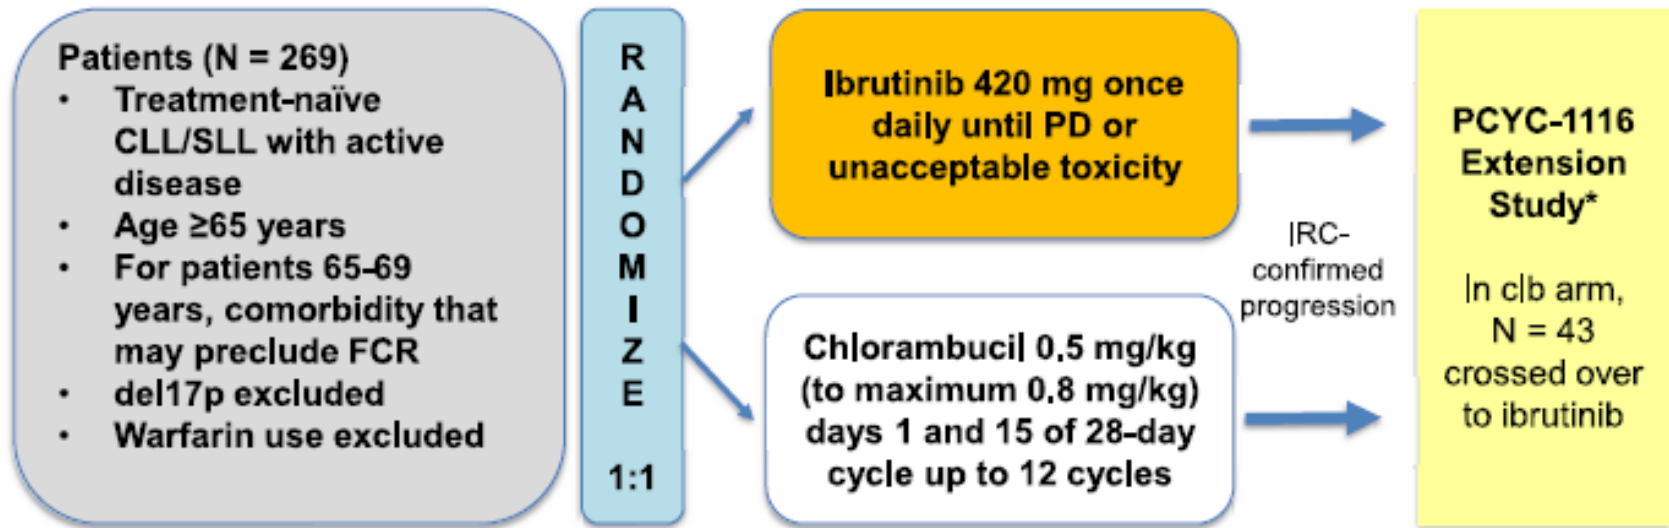 Patients (N = 269)
• Treatment-naïve
CLL/SLL with active
disease
• Age ≥65 years
• For patients 65-69
years, comorbidity that
may preclude FCR
• del17p excluded
• Warfarin use excluded
R
A
N
D
O
M
I
Z
E
1:1
Ibrutinib 420 mg once
daily until PD or
unacceptable toxicity
Chlorambucil 0.5 mg/kg
(to maximum 0.8 mg/kg)
days 1 and 15 of 28-day
cycle up to 12 cycles
IRC-
confirmed
progression
PCYC-1116
Extension
Study*
In clb arm,
N = 43
crossed over
to ibrutinib